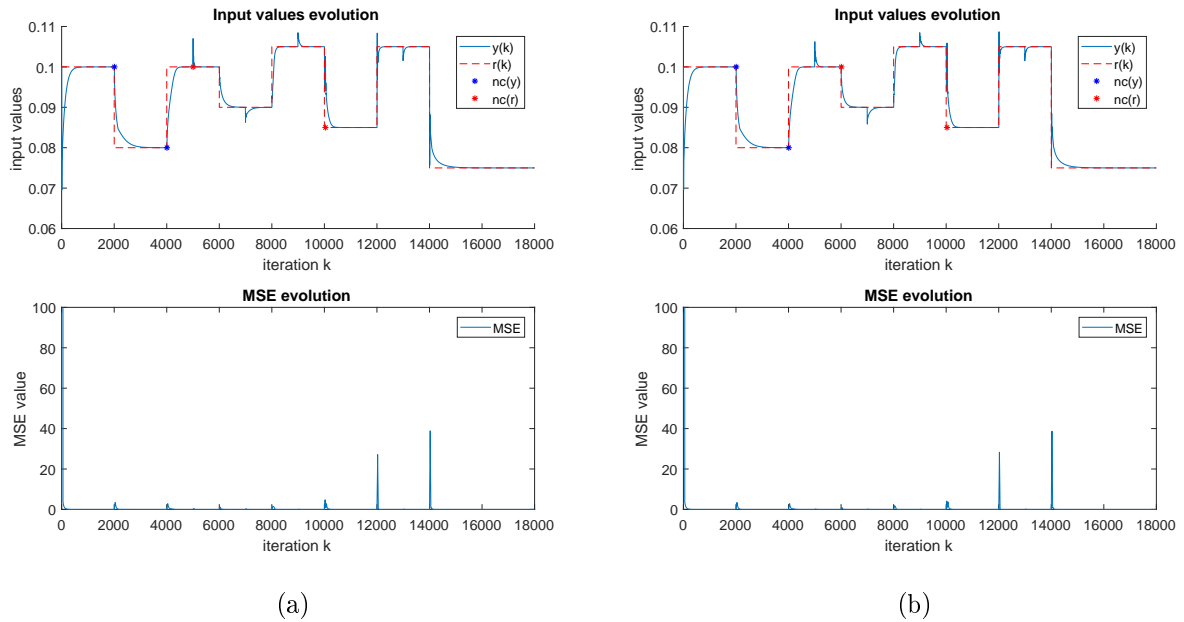 Input values evolution
0.11
0.1
0.09
0.08
0.07
0.06
input values
y(k)
r(k)
nc(y)
nc(r)
0 2000 4000 6000 8000 10000 12000 14000 16000 18000
iteration k
MSE evolution
100
80
60
40
20
0
MSE value
MSE
0 2000 4000 6000 8000 10000 12000 14000 16000 18000
iteration k
(a)
Input values evolution
0.11
0.1
0.09
0.08
0.07
0.06
input values
y(k)
r(k)
nc(y)
nc(r)
0 2000 4000 6000 8000 10000 12000 14000 16000 18000
iteration k
MSE evolution
100
80
60
40
20
0
MSE value
MSE
0 2000 4000 6000 8000 10000 12000 14000 16000 18000
iteration k
(b)